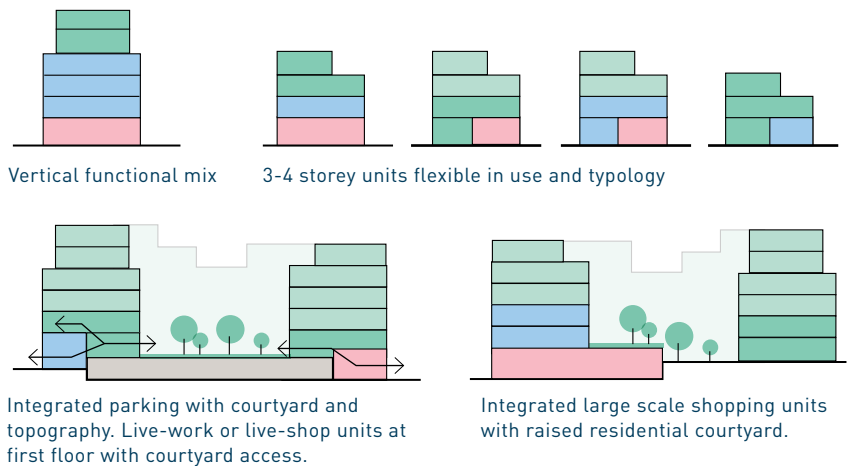 Vertical functional mix
3-4 storey units flexible in use and typology
Integrated parking with courtyard and
topography. Live-work or live-shop units at
first floor with courtyard access.
Integrated large scale shopping units
with raised residential courtyard.